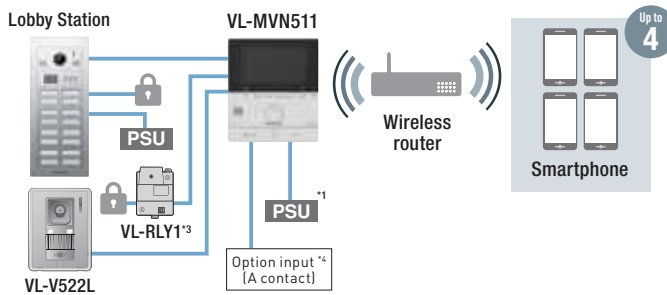 Lobby Station
VL-MVN511
Up to
4
PSU
Wireless
router
Smartphone
VL-RLY1*3
PSU *1
Option input *4
(A contact)
VL-V522L